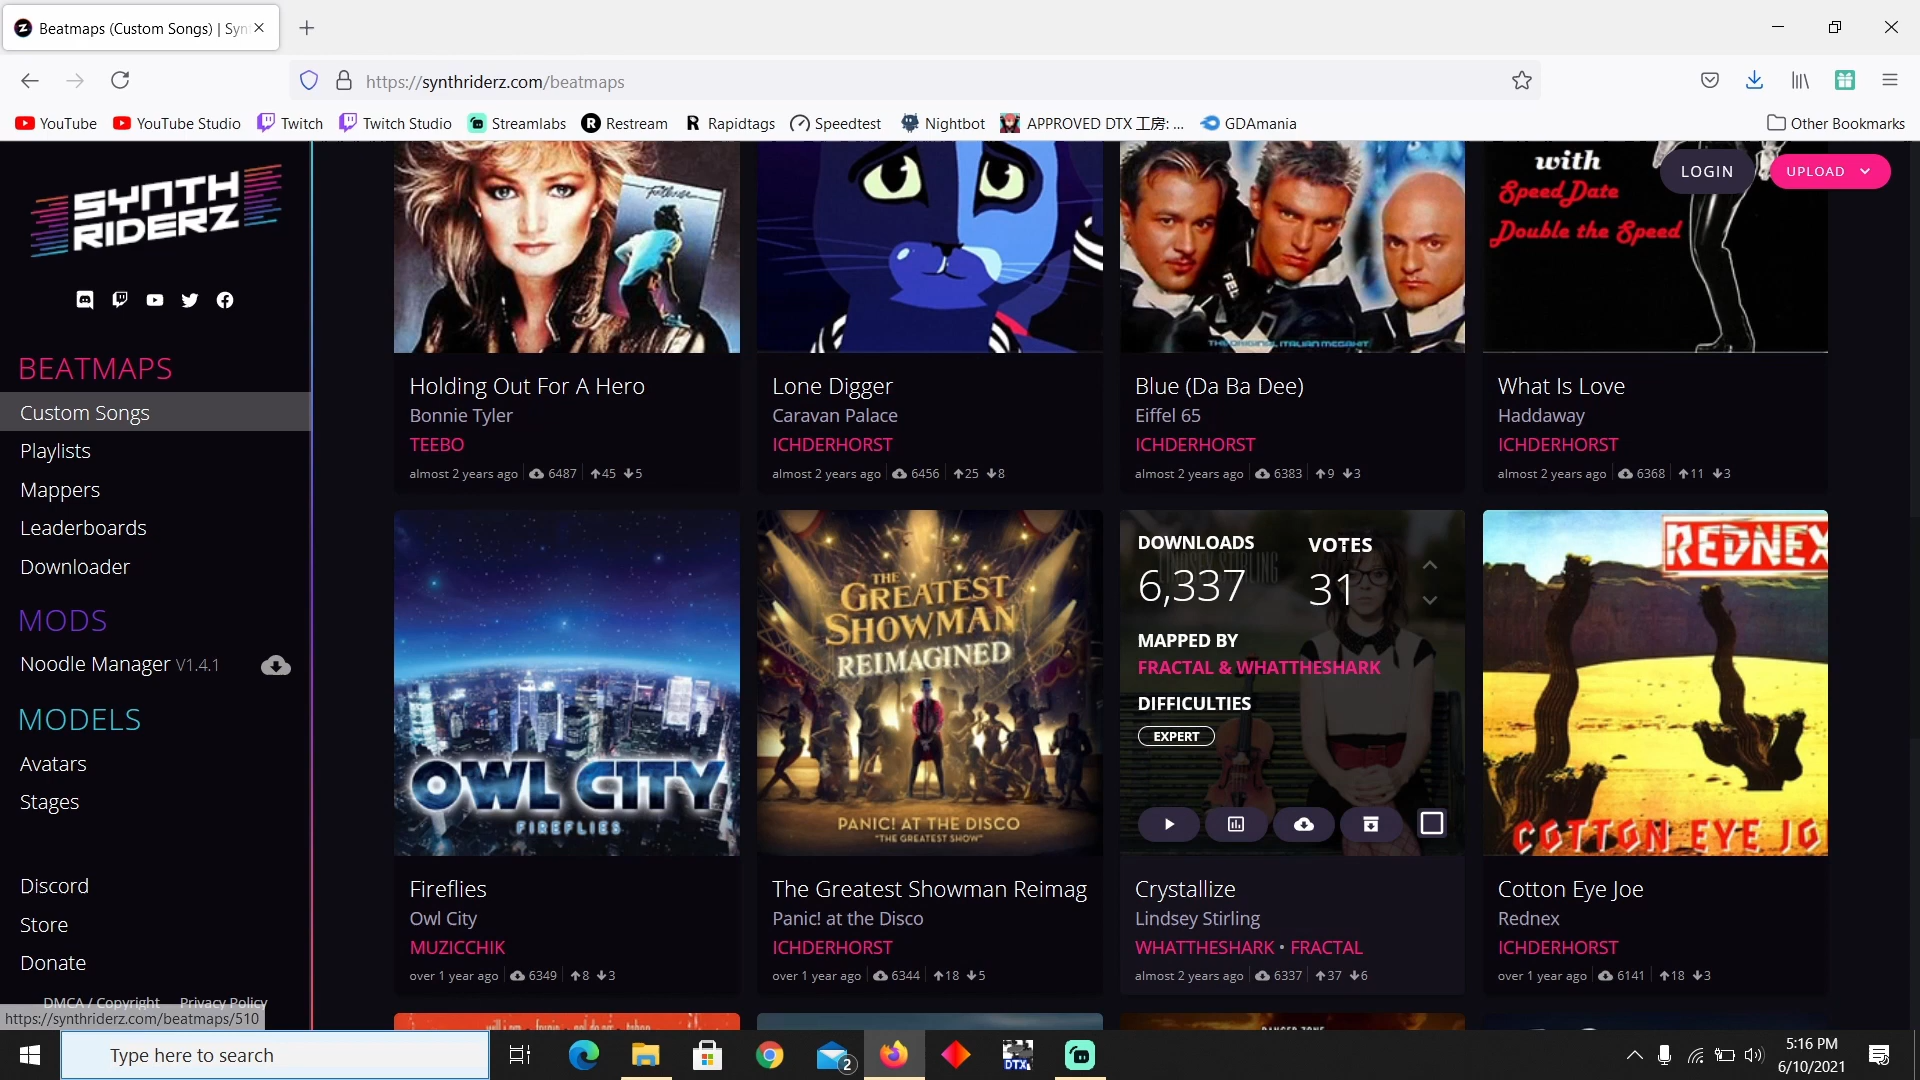 Beatmaps (Custom Songs) | Syn
https://synthriderz.com/beatmaps
YouTube
YouTube Studio
Twitch
Twitch Studio
Streamlabs
Restream
Rapidtags
Speedtest
Nightbot
APPROVED DTX 工房: ...
GDAmania
Other Bookmarks
SYNTH
RIDERZ
BEATMAPS
Custom Songs
Playlists
Mappers
Leaderboards
Downloader
MODS
Noodle Manager V1.4.1
MODELS
Avatars
Stages
Discord
Store
Donate
DMCA / Copyright Privacy Policy
https://synthriderz.com/beatmaps/510
LOGIN
UPLOAD
Footloose
THE ORIGINAL ITALIAN MEGAHIT
with
Speed Date
Double the Speed
Holding Out For A Hero
Bonnie Tyler
TEEBO
almost 2 years ago 6487 45 5
Lone Digger
Caravan Palace
ICHDERHORST
almost 2 years ago 6456 25 8
Blue (Da Ba Dee)
Eiffel 65
ICHDERHORST
almost 2 years ago 6383 9 3
What Is Love
Haddaway
ICHDERHORST
almost 2 years ago 6368 11 3
OWL CITY
FIREFLIES
Fireflies
Owl City
MUZICCHIK
over 1 year ago 6349 8 3
THE
GREATEST
SHOWMAN
REIMAGINED
PANIC! AT THE DISCO
"THE GREATEST SHOW"
The Greatest Showman Reimag
Panic! at the Disco
ICHDERHORST
over 1 year ago 6344 18 5
DOWNLOADS
6,337
VOTES
31
MAPPED BY
FRACTAL & WHATTHESHARK
DIFFICULTIES
EXPERT
Crystallize
Lindsey Stirling
WHATTHESHARK • FRACTAL
almost 2 years ago 6337 37 6
REDNEX
COTTON EYE JO
Cotton Eye Joe
Rednex
ICHDERHORST
over 1 year ago 6141 18 3
DANGER ZONE
Type here to search
2
DTX
5:16 PM
6/10/2021